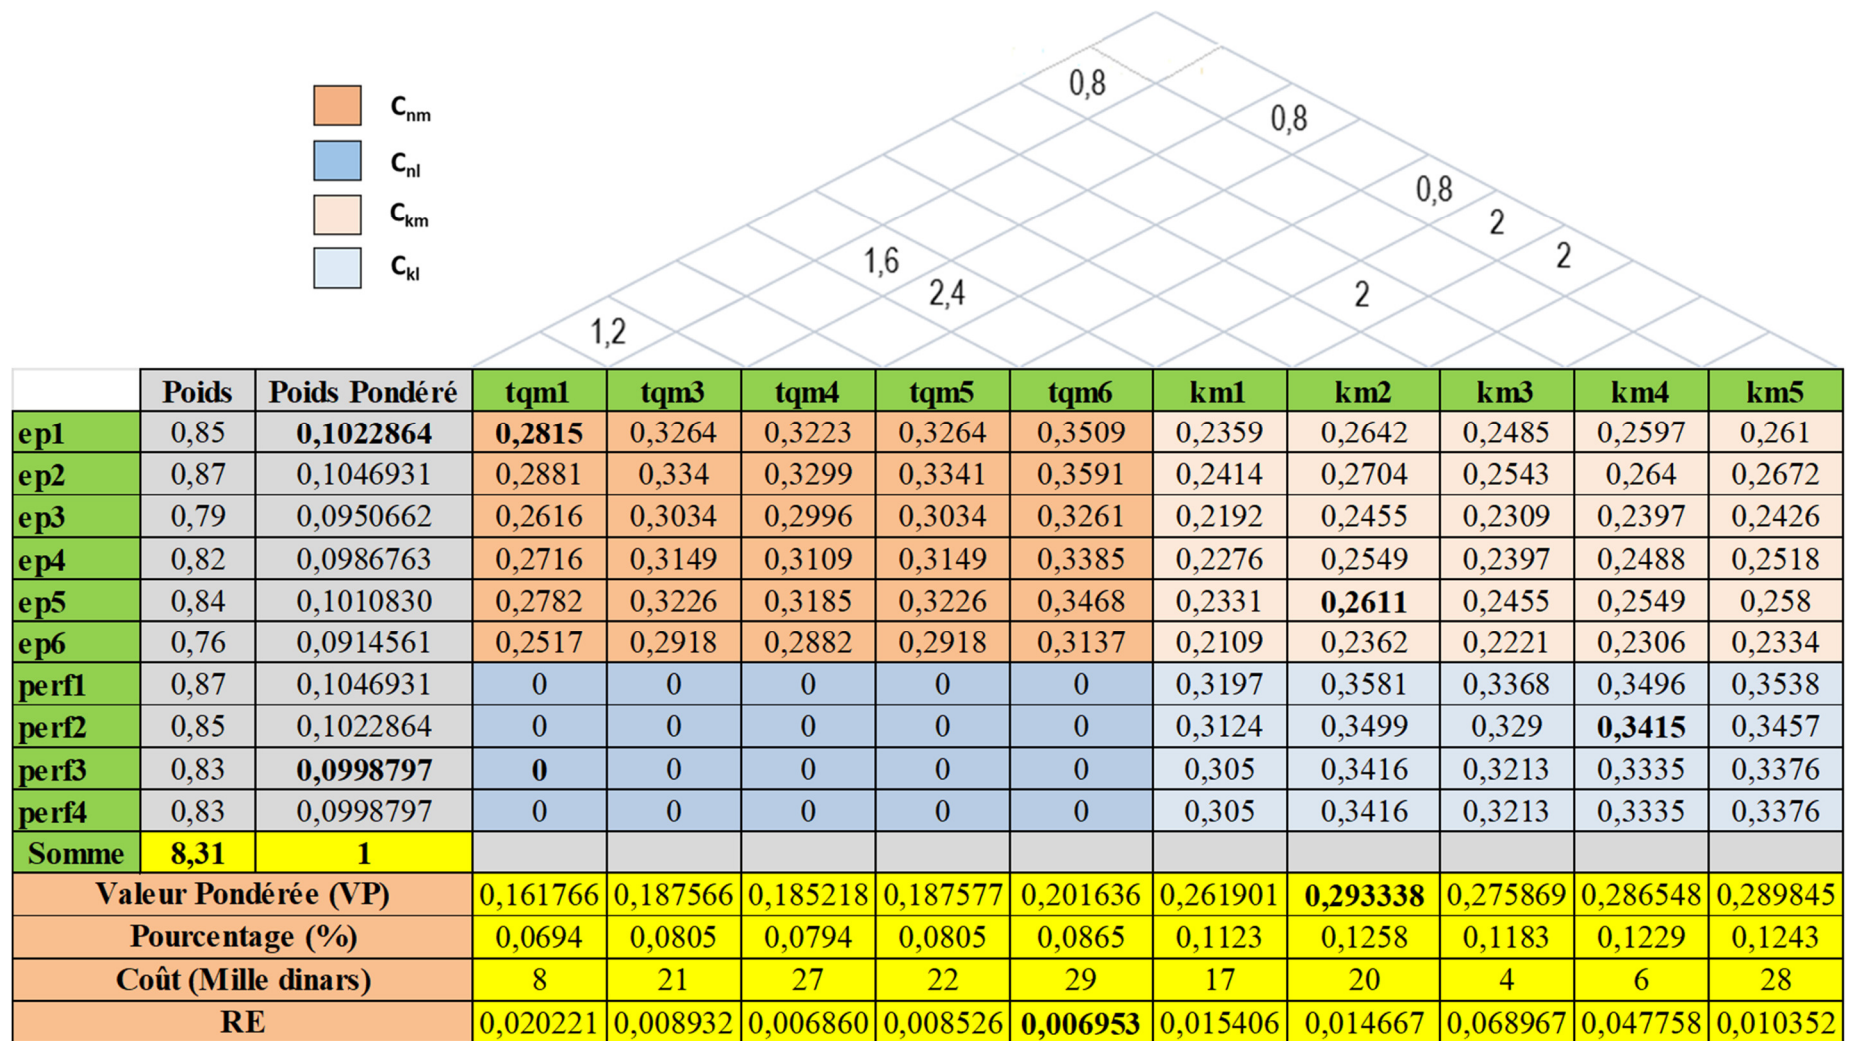 0,8
0,8
0,8
2
2
1,6
2,4
2
1,2
Cnm
Cnl
Ckm
Ckl
Poids Poids Pondéré tqm1 tqm3 tqm4 tqm5 tqm6 km1 km2 km3 km4 km5
ep1 0,85 0,1022864 0,2815 0,3264 0,3223 0,3264 0,3509 0,2359 0,2642 0,2485 0,2597 0,261
ep2 0,87 0,1046931 0,2881 0,334 0,3299 0,3341 0,3591 0,2414 0,2704 0,2543 0,264 0,2672
ep3 0,79 0,0950662 0,2616 0,3034 0,2996 0,3034 0,3261 0,2192 0,2455 0,2309 0,2397 0,2426
ep4 0,82 0,0986763 0,2716 0,3149 0,3109 0,3149 0,3385 0,2276 0,2549 0,2397 0,2488 0,2518
ep5 0,84 0,1010830 0,2782 0,3226 0,3185 0,3226 0,3468 0,2331 0,2611 0,2455 0,2549 0,258
ep6 0,76 0,0914561 0,2517 0,2918 0,2882 0,2918 0,3137 0,2109 0,2362 0,2221 0,2306 0,2334
perf1 0,87 0,1046931 0 0 0 0 0 0,3197 0,3581 0,3368 0,3496 0,3538
perf2 0,85 0,1022864 0 0 0 0 0 0,3124 0,3499 0,329 0,3415 0,3457
perf3 0,83 0,0998797 0 0 0 0 0 0,305 0,3416 0,3213 0,3335 0,3376
perf4 0,83 0,0998797 0 0 0 0 0 0,305 0,3416 0,3213 0,3335 0,3376
Somme 8,31 1
Valeur Pondérée (VP) 0,161766 0,187566 0,185218 0,187577 0,201636 0,261901 0,293338 0,275869 0,286548 0,289845
Pourcentage (%) 0,0694 0,0805 0,0794 0,0805 0,0865 0,1123 0,1258 0,1183 0,1229 0,1243
Coût (Mille dinars) 8 21 27 22 29 17 20 4 6 28
RE 0,020221 0,008932 0,006860 0,008526 0,006953 0,015406 0,014667 0,068967 0,047758 0,010352